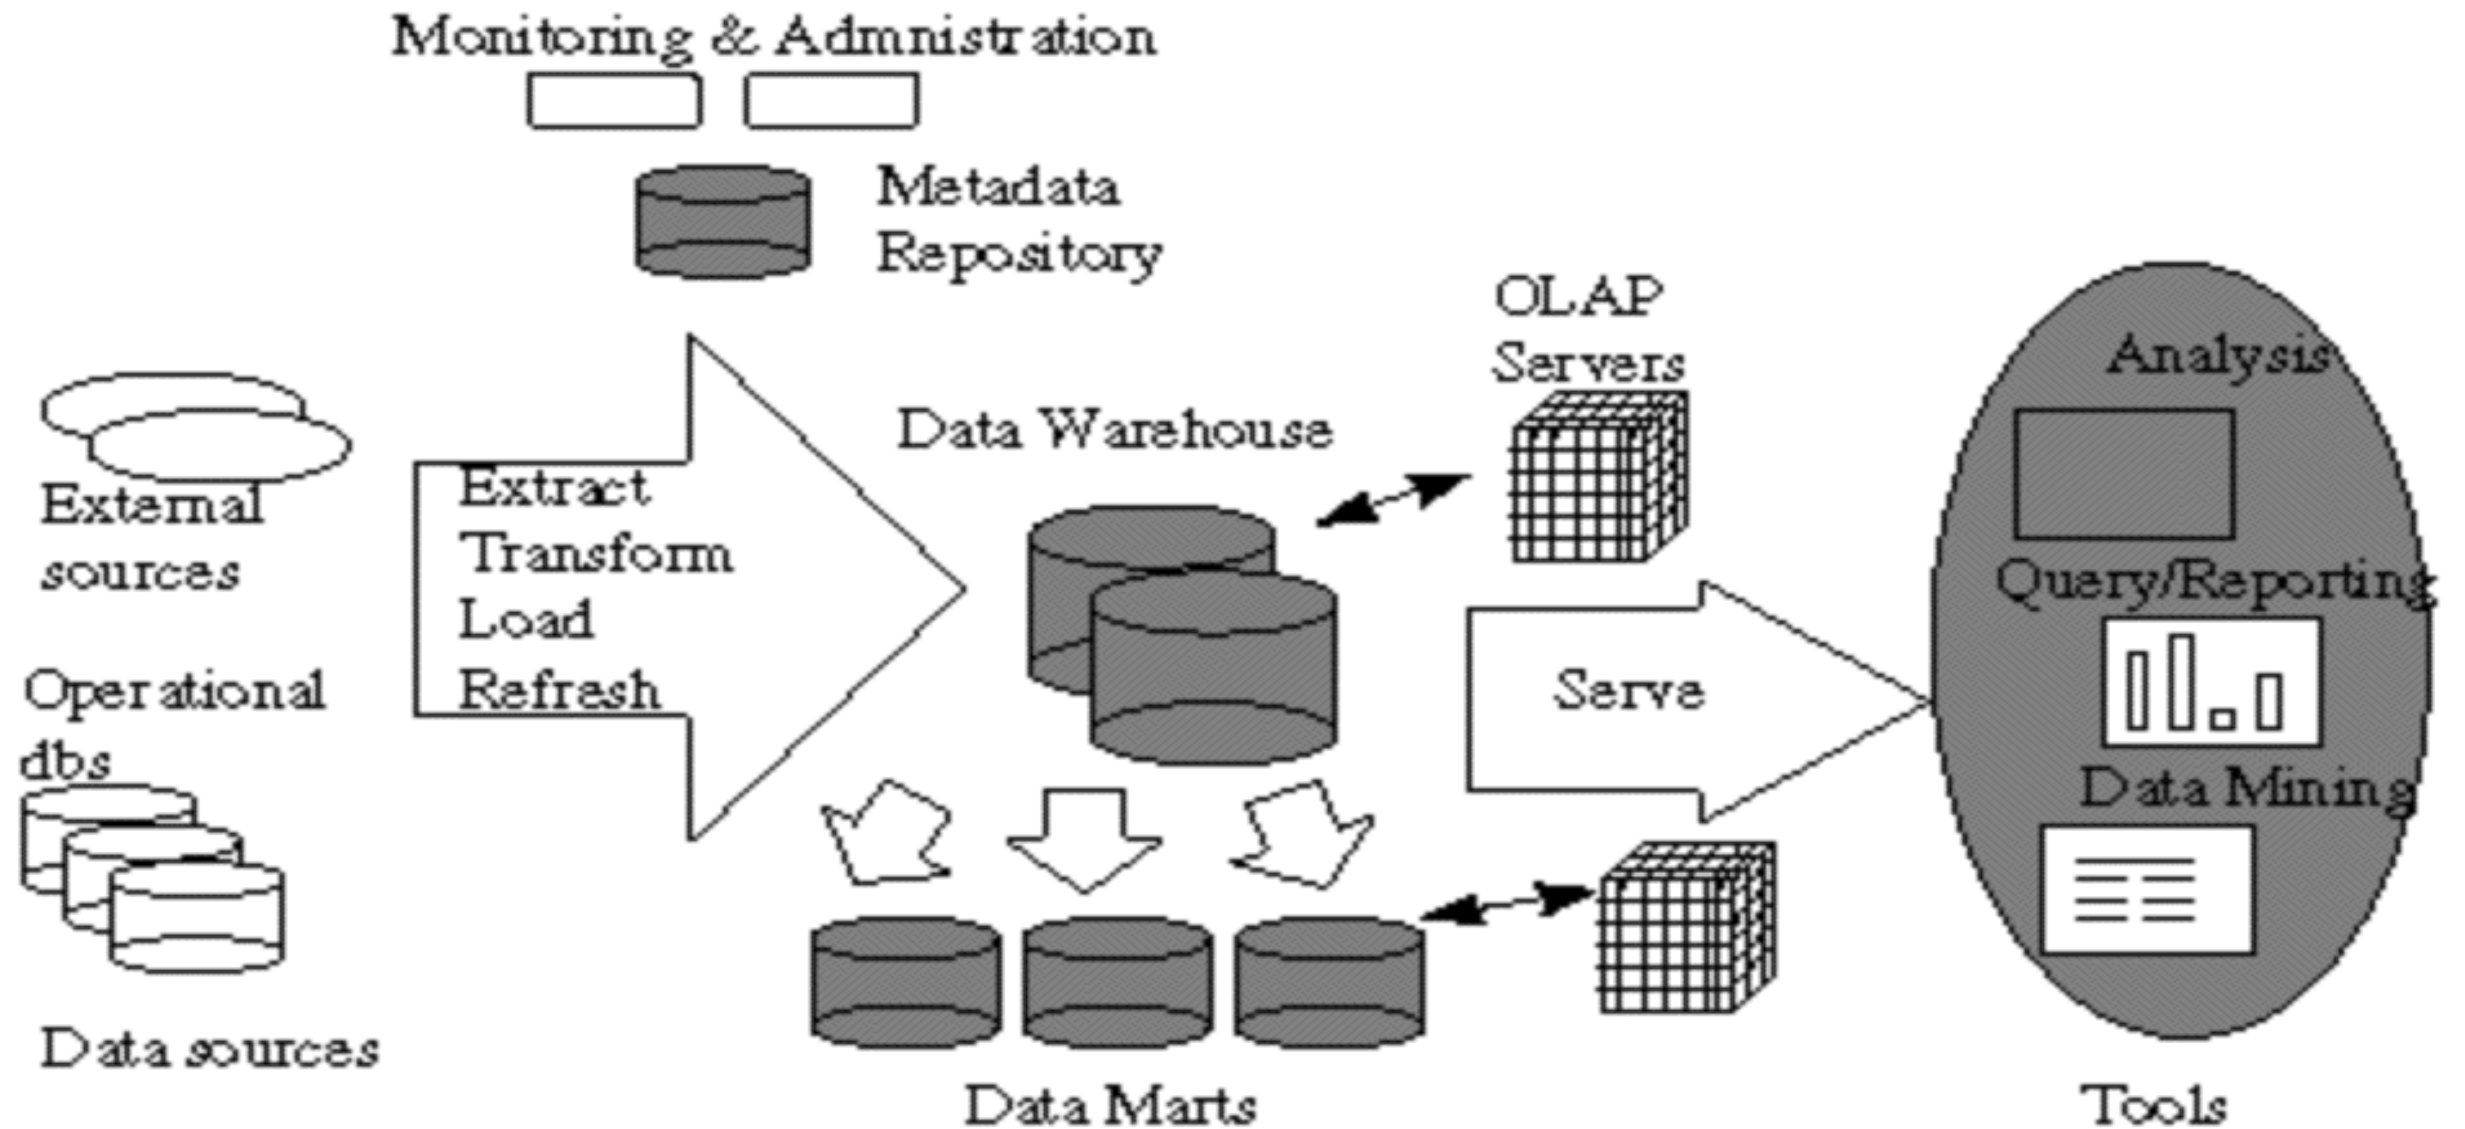 Monitoring & Admnistration
Metadata
Repository
OLAP
Servers
Analysis
Data Warehouse
External
sources
Extract
Transform
Load
Refresh
Query/Reporting
Operational
dbs
Serve
Data Mining
Data sources
Data Marts
Tools